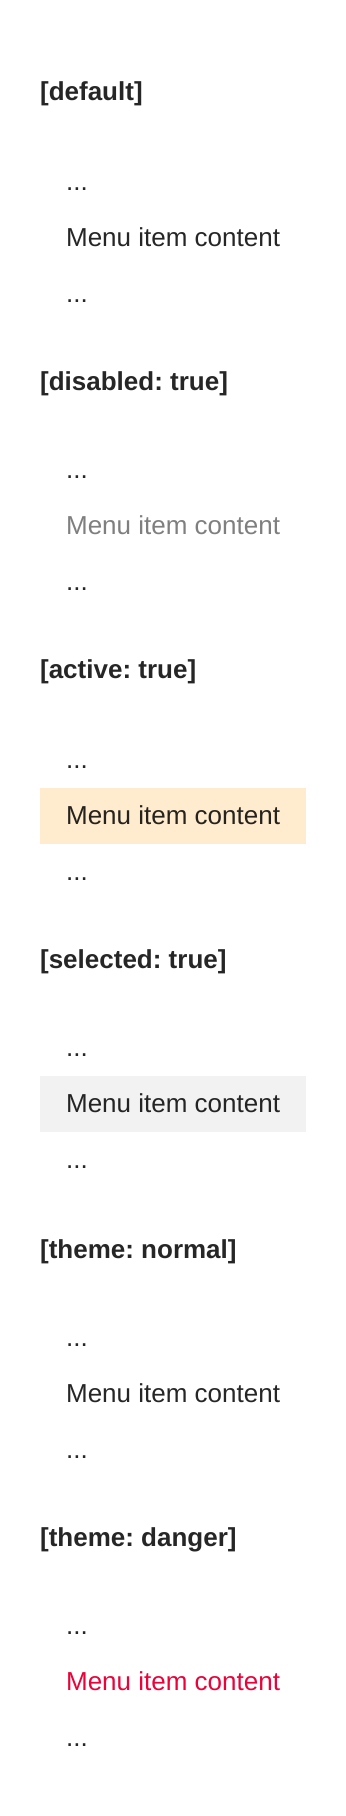 [default]
...
Menu item content
...
[disabled: true]
...
Menu item content
...
[active: true]
...
Menu item content
...
[selected: true]
...
Menu item content
...
[theme: normal]
...
Menu item content
...
[theme: danger]
...
Menu item content
...